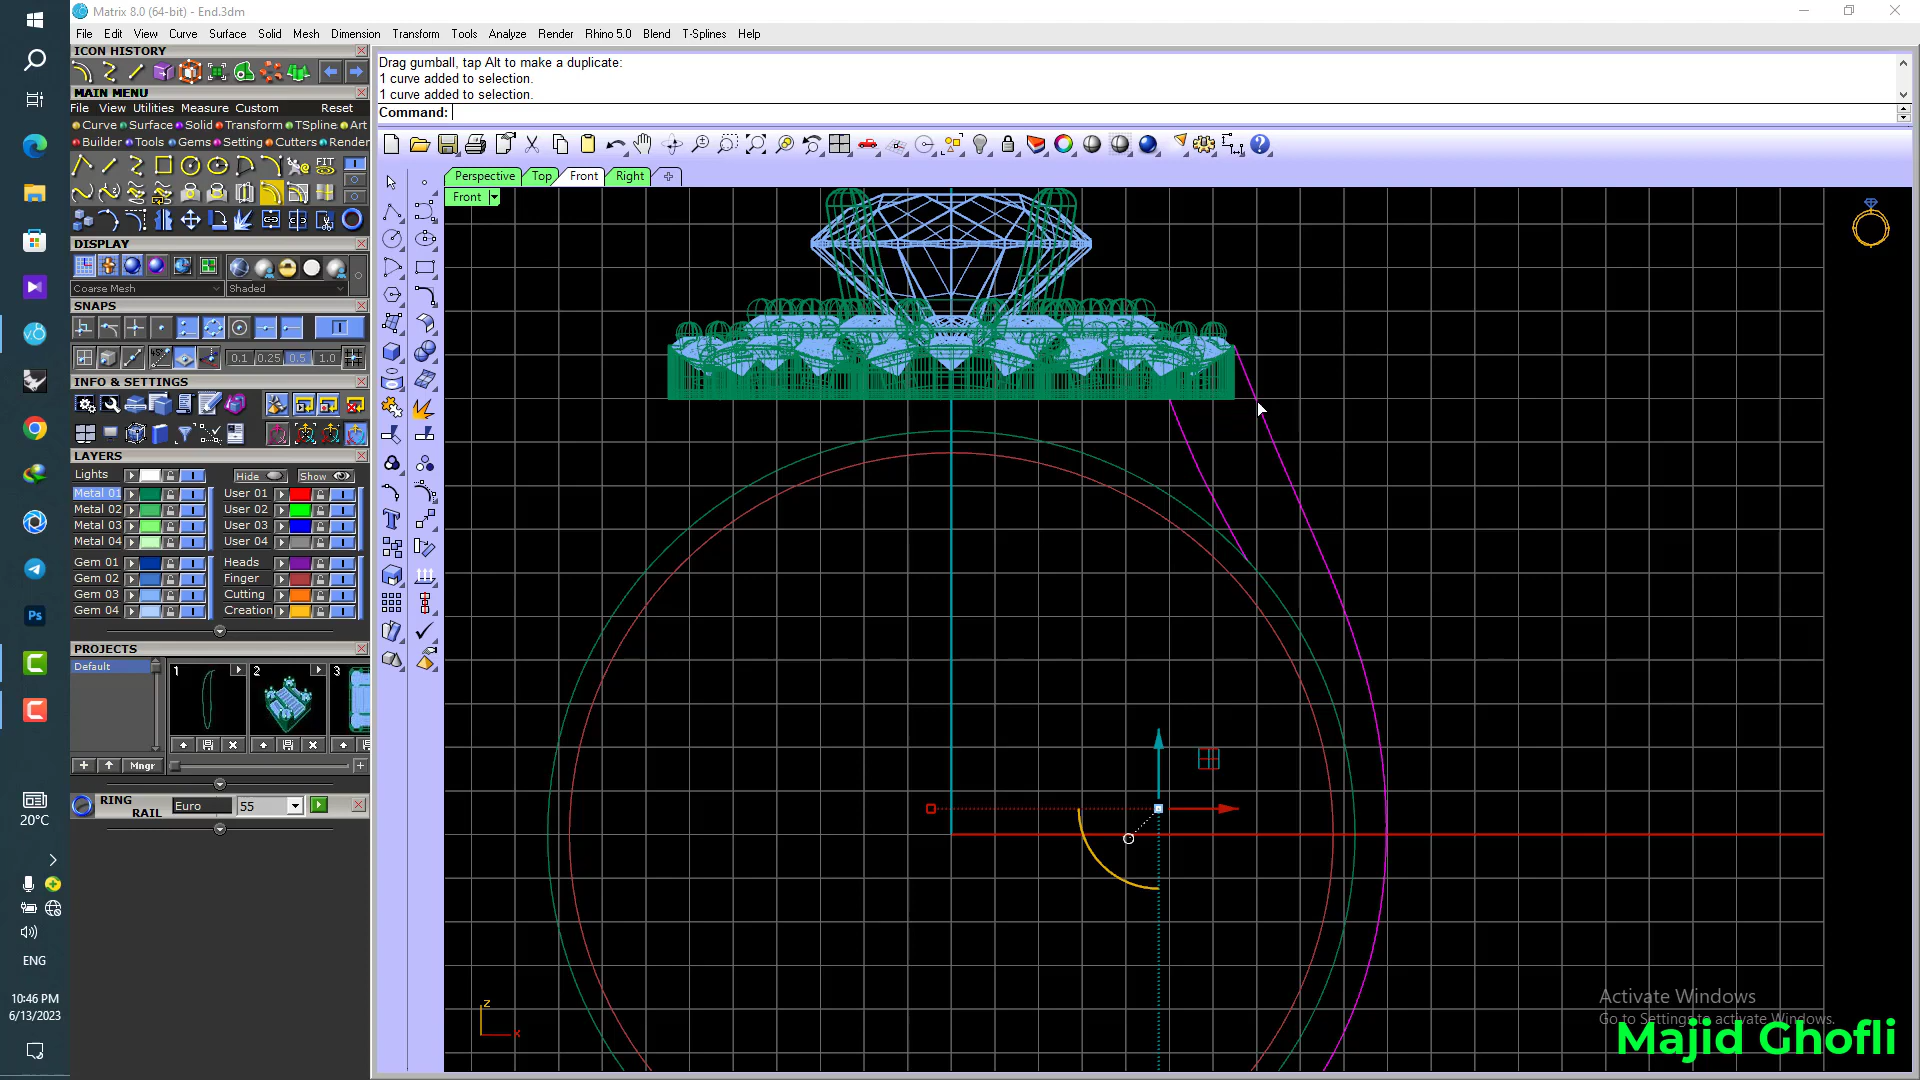 Matrix 8.0 (64-bit) - End.3dm
File Edit View Curve Surface Solid Mesh Dimension Transform Tools Analyze Render Rhino 5.0 Blend T-Splines Help
ICON HISTORY
MAIN MENU
File View Utilities Measure Custom Reset
Curve Surface Solid Transform TSpline Art
Builder Tools Gems Setting Cutters Render
FIT
DISPLAY
Coarse Mesh Shaded
SNAPS
0.1 0.25 0.5 1.0
INFO & SETTINGS
LAYERS
Lights Hide Show
Metal 01 User 01
Metal 02 User 02
Metal 03 User 03
Metal 04 User 04
Gem 01 Heads
Gem 02 Finger
Gem 03 Cutting
Gem 04 Creation
PROJECTS
Default 1 2 3
Mngr
RING RAIL Euro 55
Drag gumball, tap Alt to make a duplicate:
1 curve added to selection.
1 curve added to selection.
Command:
Perspective Top Front Right
Front
z
x
20°C
ENG
10:46 PM
6/13/2023
Activate Windows
Go to Settings to activate Windows.
Majid Ghofli